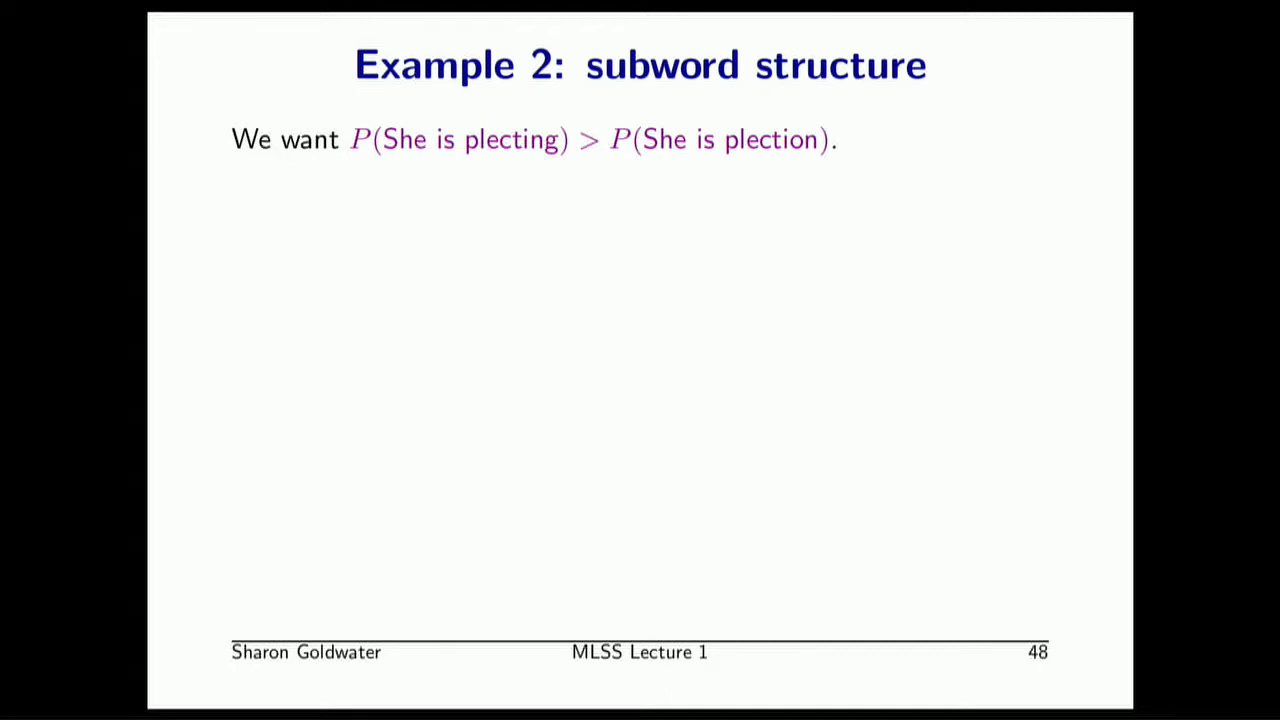 Example 2: subword structure
We want P(She is plecting) > P(She is plection).
Sharon Goldwater MLSS Lecture 1 48